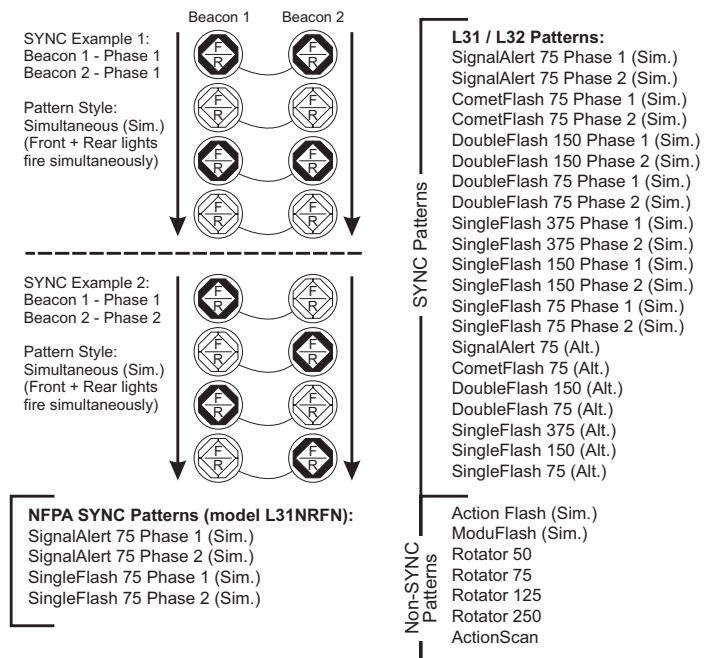 Beacon 1 Beacon 2
SYNC Example 1:
Beacon 1 - Phase 1
Beacon 2 - Phase 1
Pattern Style:
Simultaneous (Sim.)
(Front + Rear lights
fire simultaneously)
F
R
F
R
F
R
F
R
F
R
F
R
F
R
F
R
SYNC Example 2:
Beacon 1 - Phase 1
Beacon 2 - Phase 2
Pattern Style:
Simultaneous (Sim.)
(Front + Rear lights
fire simultaneously)
F
R
F
R
F
R
F
R
F
R
F
R
F
R
F
R
NFPA SYNC Patterns (model L31NRFN):
SignalAlert 75 Phase 1 (Sim.)
SignalAlert 75 Phase 2 (Sim.)
SingleFlash 75 Phase 1 (Sim.)
SingleFlash 75 Phase 2 (Sim.)
SYNC Patterns
L31 / L32 Patterns:
SignalAlert 75 Phase 1 (Sim.)
SignalAlert 75 Phase 2 (Sim.)
CometFlash 75 Phase 1 (Sim.)
CometFlash 75 Phase 2 (Sim.)
DoubleFlash 150 Phase 1 (Sim.)
DoubleFlash 150 Phase 2 (Sim.)
DoubleFlash 75 Phase 1 (Sim.)
DoubleFlash 75 Phase 2 (Sim.)
SingleFlash 375 Phase 1 (Sim.)
SingleFlash 375 Phase 2 (Sim.)
SingleFlash 150 Phase 1 (Sim.)
SingleFlash 150 Phase 2 (Sim.)
SingleFlash 75 Phase 1 (Sim.)
SingleFlash 75 Phase 2 (Sim.)
SignalAlert 75 (Alt.)
CometFlash 75 (Alt.)
DoubleFlash 150 (Alt.)
DoubleFlash 75 (Alt.)
SingleFlash 375 (Alt.)
SingleFlash 150 (Alt.)
SingleFlash 75 (Alt.)
Non-SYNC
Patterns
Action Flash (Sim.)
ModuFlash (Sim.)
Rotator 50
Rotator 75
Rotator 125
Rotator 250
ActionScan